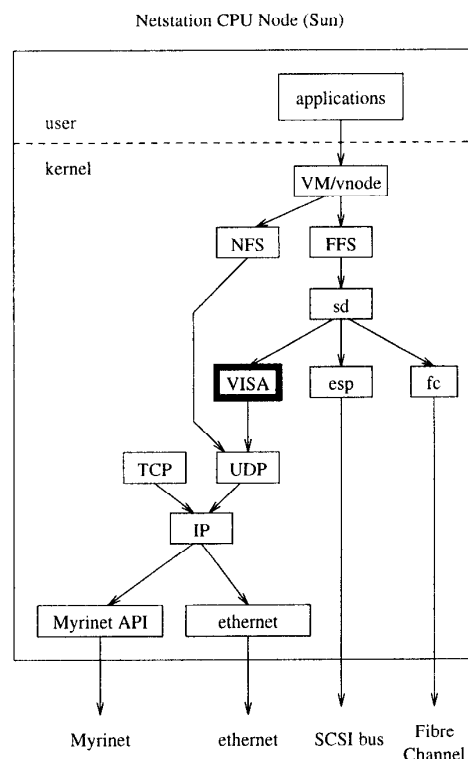 Netstation CPU Node (Sun)
applications
user
kernel
VM/vnode
NFS
FFS
sd
VISA
esp
fc
TCP
UDP
IP
Myrinet API
ethernet
Myrinet
ethernet
SCSI bus
Fibre
Channel